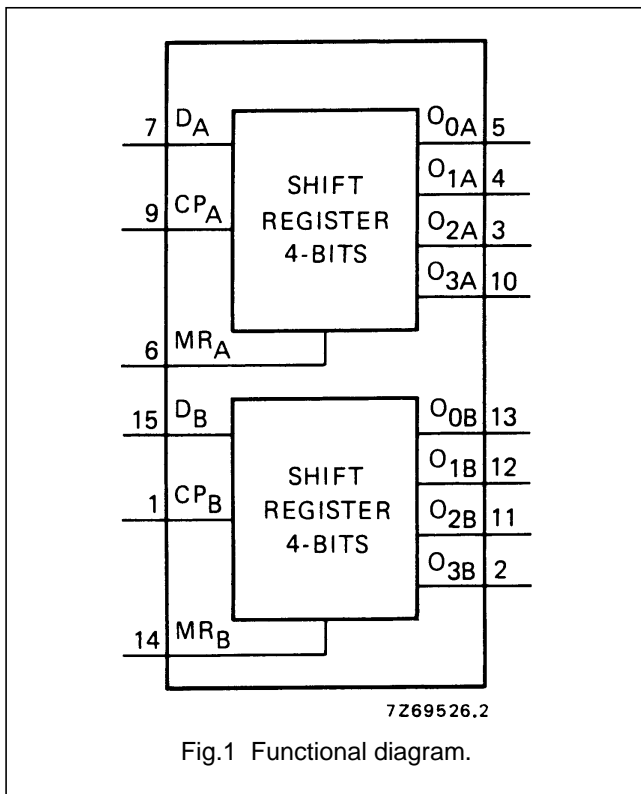 7 DA O0A 5
O1A 4
9 CPA SHIFT REGISTER 4-BITS O2A 3
O3A 10
6 MRA
15 DB O0B 13
O1B 12
1 CPB SHIFT REGISTER 4-BITS O2B 11
O3B 2
14 MRB
7Z69526.2
Fig.1 Functional diagram.